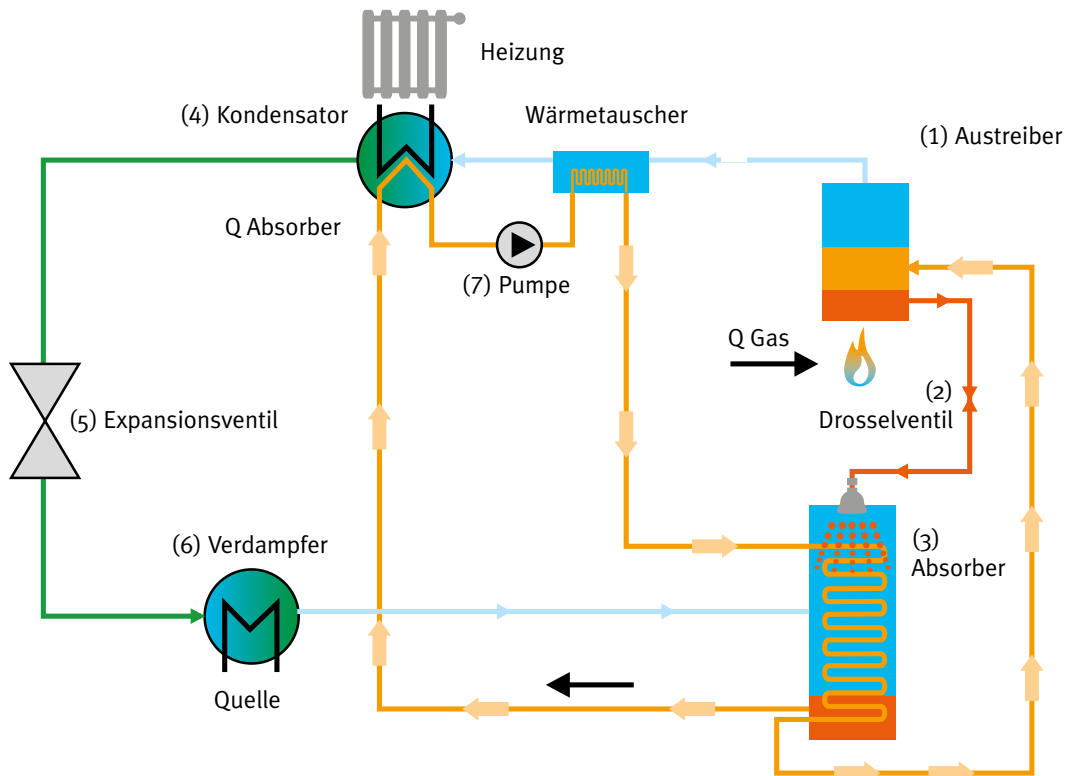 Heizung
(4) Kondensator
Wärmetauscher
(1) Austreiber
Q Absorber
(7) Pumpe
Q Gas
(2)
Drosselventil
(5) Expansionsventil
(6) Verdampfer
(3)
Absorber
Quelle